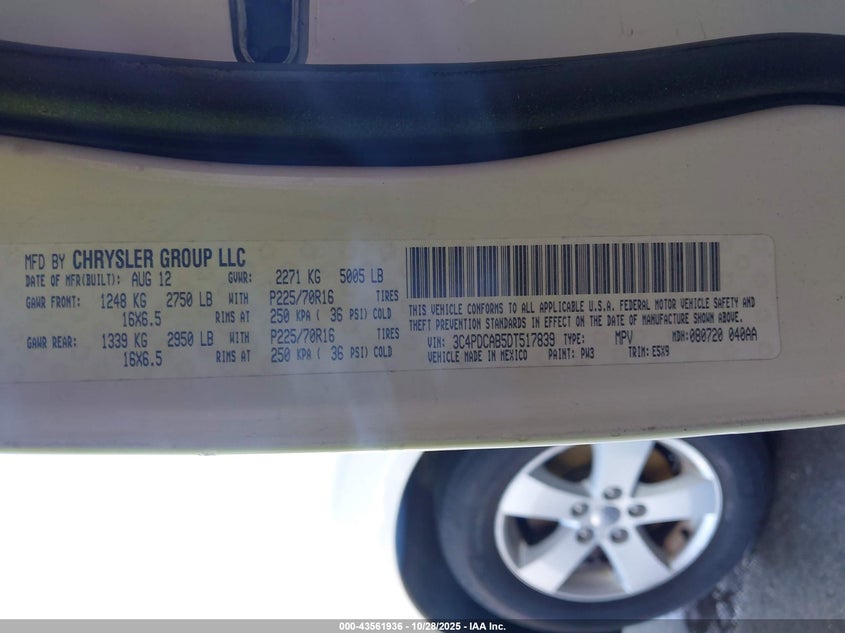 MFD BY CHRYSLER GROUP LLC
DATE OF MFR(BUILT): AUG 12 GVWR: 2271 KG 5005 LB
GAWR FRONT: 1248 KG 2750 LB WITH P225/70R16 TIRES
16X6.5 RIMS AT 250 KPA ( 36 PSI) COLD
GAWR REAR: 1339 KG 2950 LB WITH P225/70R16 TIRES
16X6.5 RIMS AT 250 KPA ( 36 PSI) COLD
THIS VEHICLE CONFORMS TO ALL APPLICABLE U.S.A. FEDERAL MOTOR VEHICLE SAFETY AND
THEFT PREVENTION STANDARDS IN EFFECT ON THE DATE OF MANUFACTURE SHOWN ABOVE.
VIN: 3C4PDCAB5DT517839 TYPE: MPV MDH:080720 040AA
VEHICLE MADE IN MEXICO PAINT: PW3 TRIM: E5X9
000-43561936 - 10/28/2025 - IAA Inc.